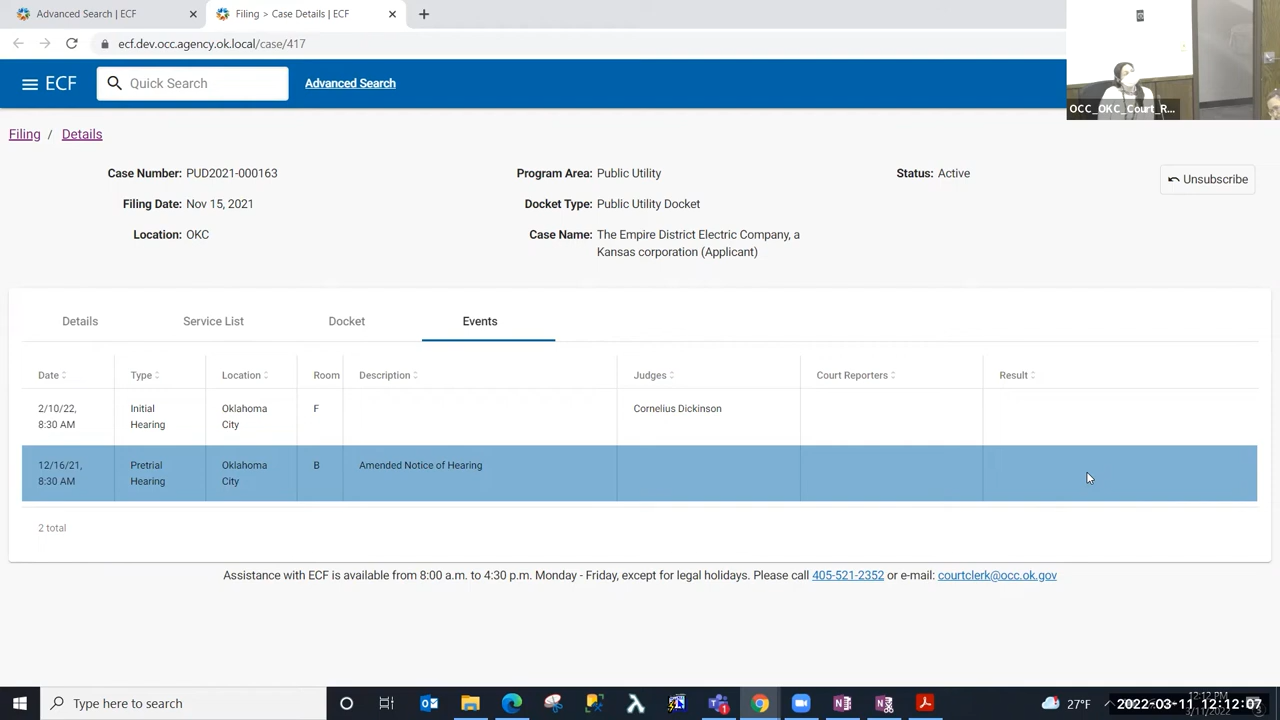 Advanced Search | ECF
Filing > Case Details | ECF
ecf.dev.occ.agency.ok.local/case/417
ECF
Quick Search
Advanced Search
OCC_OKC_Court_R...
Filing / Details
Case Number: PUD2021-000163
Program Area: Public Utility
Status: Active
Unsubscribe
Filing Date: Nov 15, 2021
Docket Type: Public Utility Docket
Location: OKC
Case Name: The Empire District Electric Company, a
Kansas corporation (Applicant)
Details
Service List
Docket
Events
Date
Type
Location
Room
Description
Judges
Court Reporters
Result
2/10/22,
8:30 AM
Initial
Hearing
Oklahoma
City
F
Cornelius Dickinson
12/16/21,
8:30 AM
Pretrial
Hearing
Oklahoma
City
B
Amended Notice of Hearing
2 total
Assistance with ECF is available from 8:00 a.m. to 4:30 p.m. Monday - Friday, except for legal holidays. Please call 405-521-2352 or e-mail: courtclerk@occ.ok.gov
Type here to search
27°F
12:12 PM
2022-03-11 12:12:07
3/11/2022